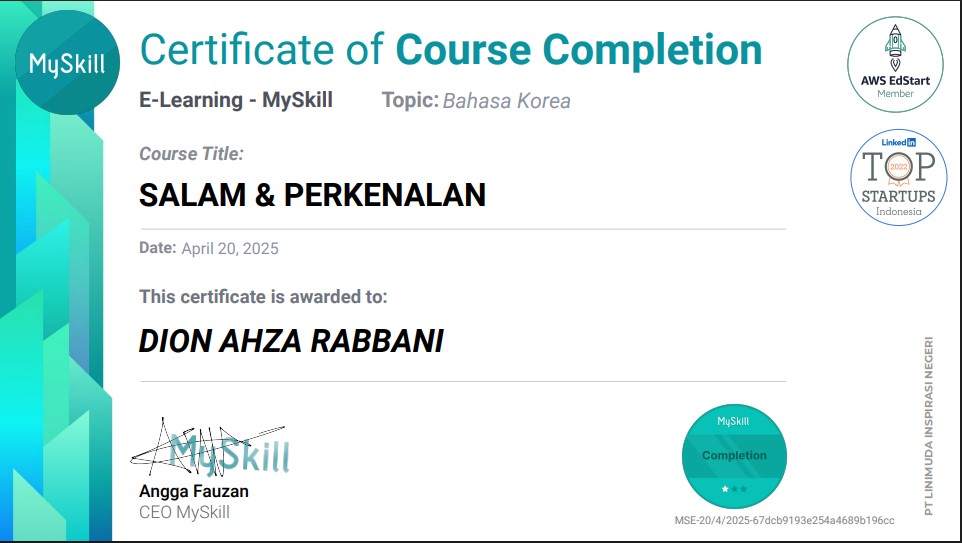 MySkill
Certificate of Course Completion
E-Learning - MySkill Topic: Bahasa Korea
Course Title:
SALAM & PERKENALAN
Date: April 20, 2025
This certificate is awarded to:
DION AHZA RABBANI
MySkill
Angga Fauzan
CEO MySkill
MySkill
Completion
MSE-20/4/2025-67dcb9193e254a4689b196cc
AWS EdStart
Member
Linkedin
TOP
2022
STARTUPS
Indonesia
PT LINIMUDA INSPIRASI NEGERI